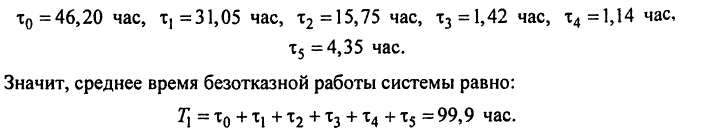 τ₀ = 46,20 час, τ₁ = 31,05 час, τ₂ = 15,75 час, τ₃ = 1,42 час, τ₄ = 1,14 час,
τ₅ = 4,35 час.
Значит, среднее время безотказной работы системы равно:
T₁ = τ₀ + τ₁ + τ₂ + τ₃ + τ₄ + τ₅ = 99,9 час.